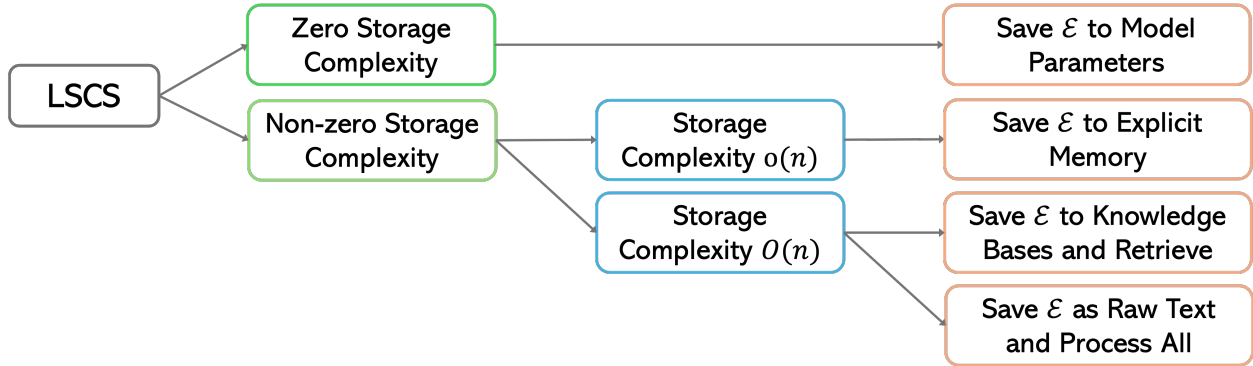 LSCS
Zero Storage
Complexity
Save ℰ to Model
Parameters
Non-zero Storage
Complexity
Storage
Complexity o(n)
Save ℰ to Explicit
Memory
Storage
Complexity O(n)
Save ℰ to Knowledge
Bases and Retrieve
Save ℰ as Raw Text
and Process All